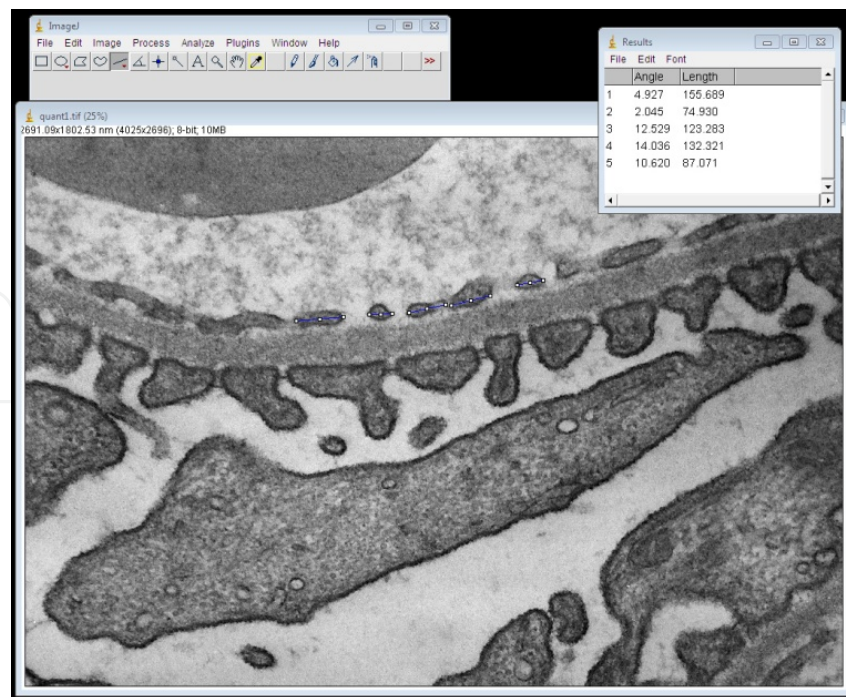 ImageJ
File Edit Image Process Analyze Plugins Window Help
A
>>
Results
File Edit Font
Angle Length
1 4.927 155.689
2 2.045 74.930
3 12.529 123.283
4 14.036 132.321
5 10.620 87.071
quant1.tif (25%)
2691.09x1802.53 nm (4025x2696); 8-bit; 10MB